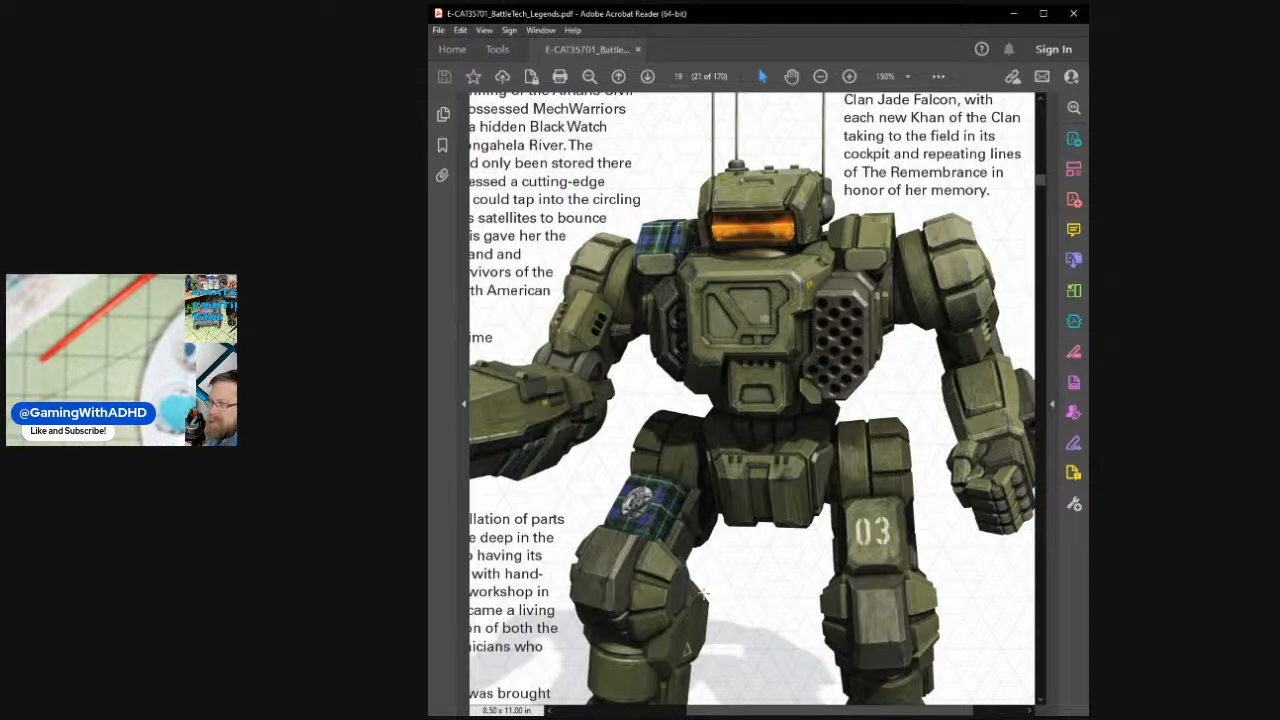 E-CAT35701_BattleTech_Legends.pdf - Adobe Acrobat Reader (64-bit)
File Edit View Sign Window Help
Home Tools E-CAT35701_Battle... Sign In
19 (21 of 170) 150%
ossessed MechWarriors
a hidden Black Watch
ongahela River. The
d only been stored there
essed a cutting-edge
could tap into the circling
s satellites to bounce
is gave her the
and and
rvivors of the
th American
ime
Clan Jade Falcon, with
each new Khan of the Clan
taking to the field in its
cockpit and repeating lines
of The Remembrance in
honor of her memory.
03
llation of parts
e deep in the
o having its
with hand-
workshop in
came a living
on of both the
nicians who
was brought
8.50 x 11.00 in
@GamingWithADHD
Like and Subscribe!